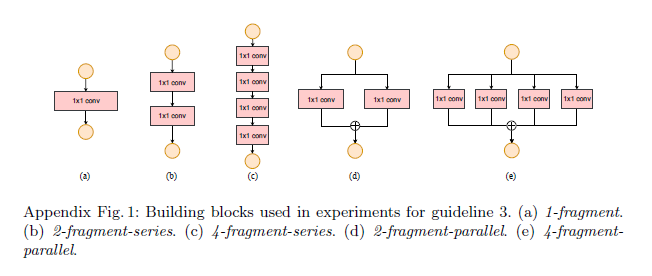 1x1 conv
1x1 conv
1x1 conv
1x1 conv
1x1 conv
1x1 conv
1x1 conv
1x1 conv 1x1 conv
1x1 conv 1x1 conv 1x1 conv 1x1 conv
(a) (b) (c) (d) (e)
Appendix Fig. 1: Building blocks used in experiments for guideline 3. (a) 1-fragment.
(b) 2-fragment-series. (c) 4-fragment-series. (d) 2-fragment-parallel. (e) 4-fragment-
parallel.